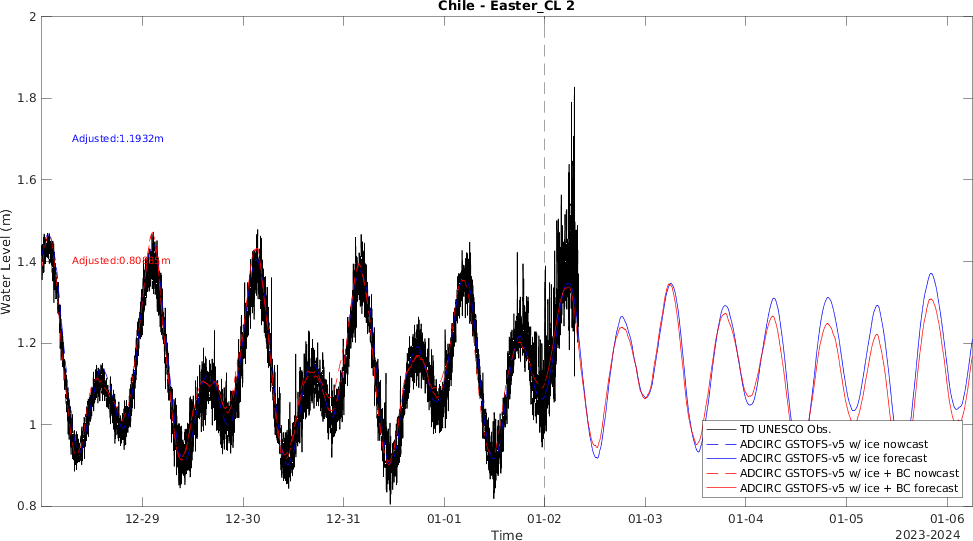 Chile - Easter_CL 2
2
1.8
1.6
1.4
1.2
1
0.8
Water Level (m)
Adjusted:1.1932m
12-29
12-30
12-31
01-01
01-02
01-03
01-04
01-05
01-06
Time
2023-2024
TD UNESCO Obs.
ADCIRC GSTOFS-v5 w/ ice nowcast
ADCIRC GSTOFS-v5 w/ ice forecast
ADCIRC GSTOFS-v5 w/ ice + BC nowcast
ADCIRC GSTOFS-v5 w/ ice + BC forecast